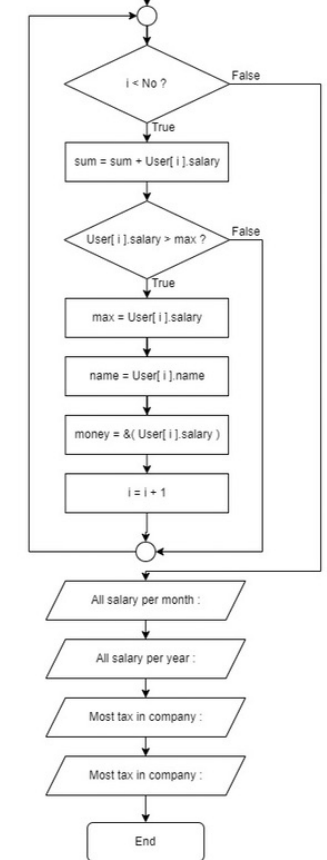 i < No ?
False
True
sum = sum + User[ i ].salary
User[ i ].salary > max ?
False
True
max = User[ i ].salary
name = User[ i ].name
money = &( User[ i ].salary )
i = i + 1
All salary per month :
All salary per year :
Most tax in company :
Most tax in company :
End